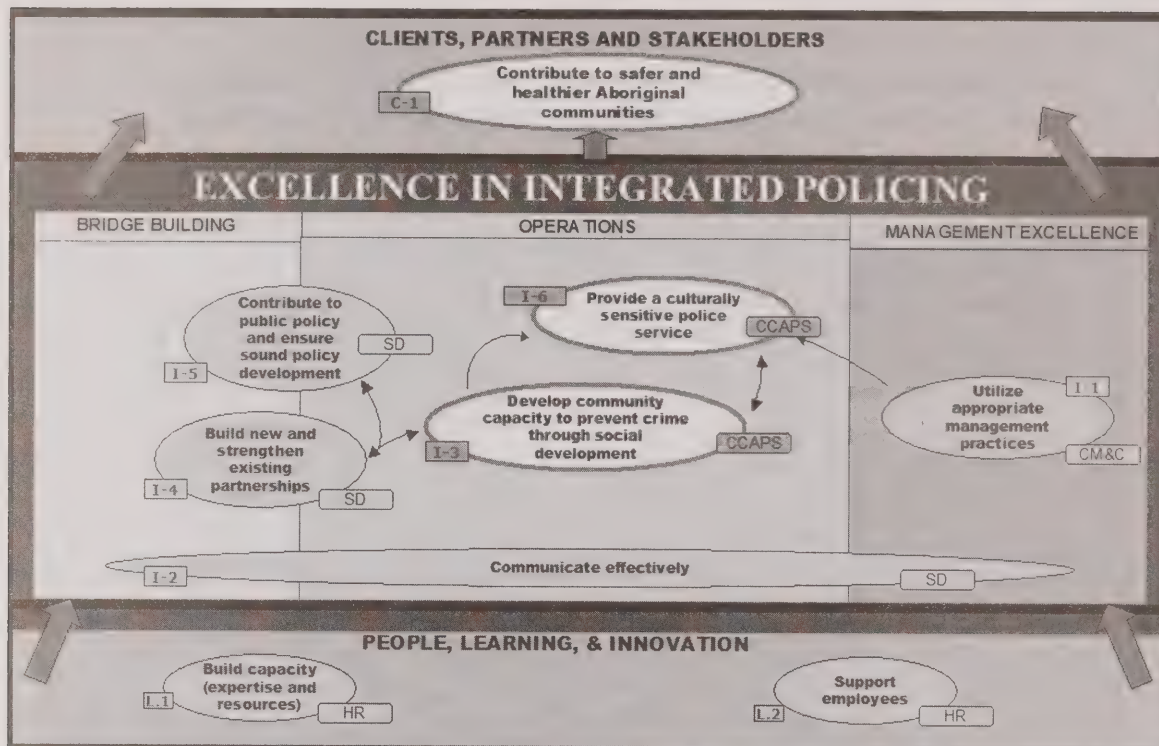 CLIENTS, PARTNERS AND STAKEHOLDERS
Contribute to safer and
healthier Aboriginal
communities
C-1
EXCELLENCE IN INTEGRATED POLICING
BRIDGE BUILDING
OPERATIONS
MANAGEMENT EXCELLENCE
Contribute to
public policy
and ensure
sound policy
development
SD
I-5
I-6
Provide a culturally
sensitive police
service
CCAPS
Build new and
strengthen
existing
partnerships
I-4
SD
Develop community
capacity to prevent crime
through social
development
I-3
CCAPS
I-1
Utilize
appropriate
management
practices
CM&C
I-2
Communicate effectively
SD
PEOPLE, LEARNING, & INNOVATION
Build capacity
(expertise and
resources)
L.1
HR
Support
employees
L.2
HR